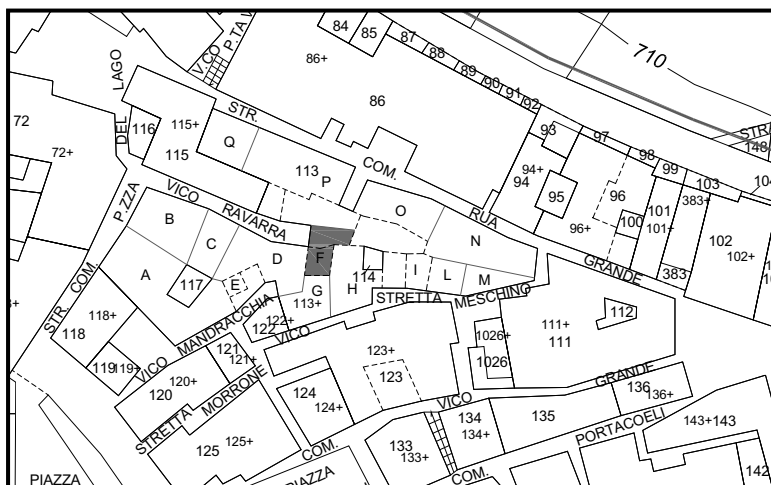 84
85
87
88
89
90
91
92
86+
86
710
V.CO
P.TA V
STR.
COM.
RUA
GRANDE
DEL LAGO
P.ZZA
STR. COM.
72
72+
116
115+
115
Q
113
P
93
97
98
99
STRA
148
103
104
94+
94
95
96
96+
100
101
101+
383+
383
102
102+
VICO
RAVARRA
B
C
A
D
E
F
G
H
I
L
M
N
O
117
114
113+
118+
118
119
119+
VICO MANDRACCHIA
122+
122
VICO
STRETTA
MESCHINO
111+
111
112
1026+
1026
121
121+
120+
120
123+
123
STRETTA
MORRONE
124
124+
125
125+
COM.
VICO
GRANDE
133
133+
134
134+
135
136
136+
PORTACOELI
143+
143
142
COM.
PIAZZA
PIAZZA